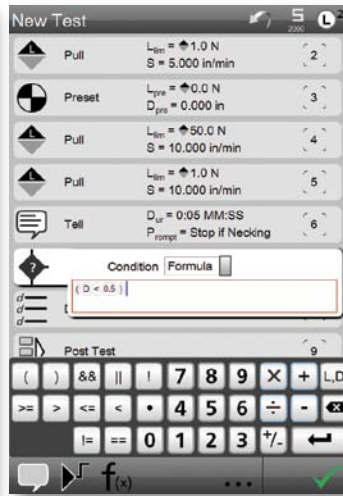 New Test
S 2000 L 2
L Pull Llim = 1.0 N 2
S = 5.000 in/min
Preset Lpre = 0.0 N 3
Dpre = 0.000 in
L Pull Llim = 50.0 N 4
S = 10.000 in/min
L Pull Llim = 1.0 N 5
S = 10.000 in/min
Tell Dur = 0:05 MM:SS 6
Prompt = Stop if Necking
? Condition Formula
( D < 0.5 )
d
d
d
Post Test 9
( ) && || ! 7 8 9 × + L,D
>= > <= < • 4 5 6 ÷ -
!= == 0 1 2 3 +/-
f(x) ...